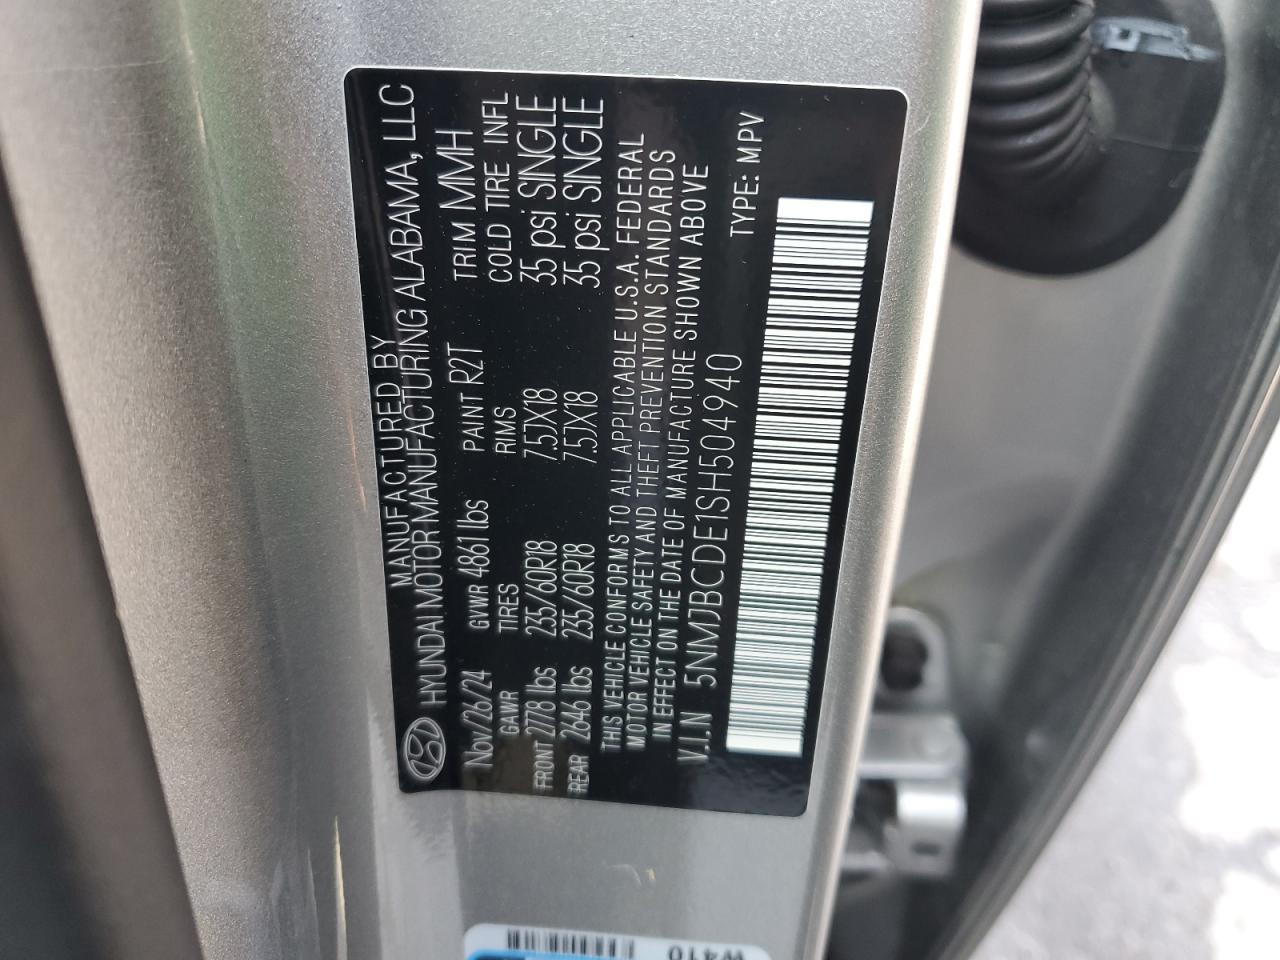 MANUFACTURED BY
HYUNDAI MOTOR MANUFACTURING ALABAMA, LLC
Nov/26/24 GVWR 4861 lbs PAINT R2T TRIM MMH
GAWR TIRES RIMS COLD TIRE INFL
FRONT 2778 lbs 235/60R18 7.5JX18 35 psi SINGLE
REAR 2646 lbs 235/60R18 7.5JX18 35 psi SINGLE
THIS VEHICLE CONFORMS TO ALL APPLICABLE U.S.A. FEDERAL
MOTOR VEHICLE SAFETY AND THEFT PREVENTION STANDARDS
IN EFFECT ON THE DATE OF MANUFACTURE SHOWN ABOVE
V.I.N 5NMJBCDE1SH504940 TYPE: MPV
W410